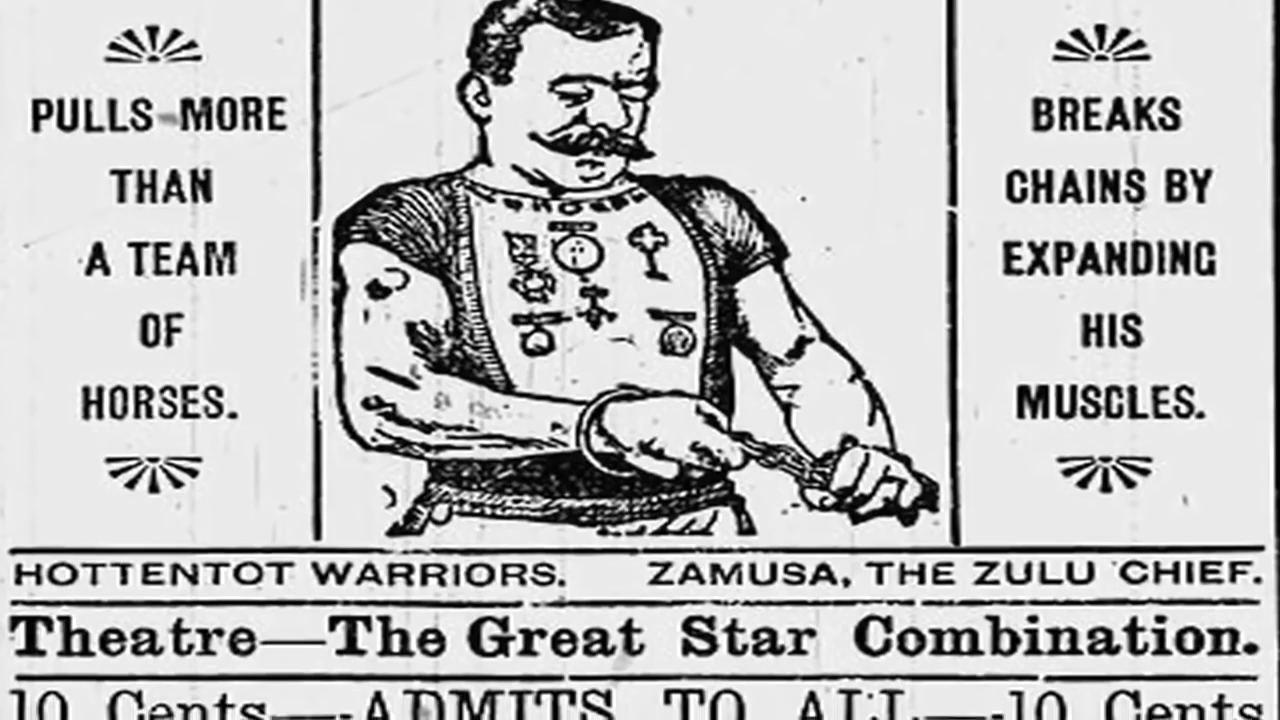 PULLS MORE
THAN
A TEAM
OF
HORSES.
BREAKS
CHAINS BY
EXPANDING
HIS
MUSCLES.
HOTTENTOT WARRIORS. ZAMUSA, THE ZULU CHIEF.
Theatre—The Great Star Combination.
10 Cents—ADMITS TO ALL—10 Cents